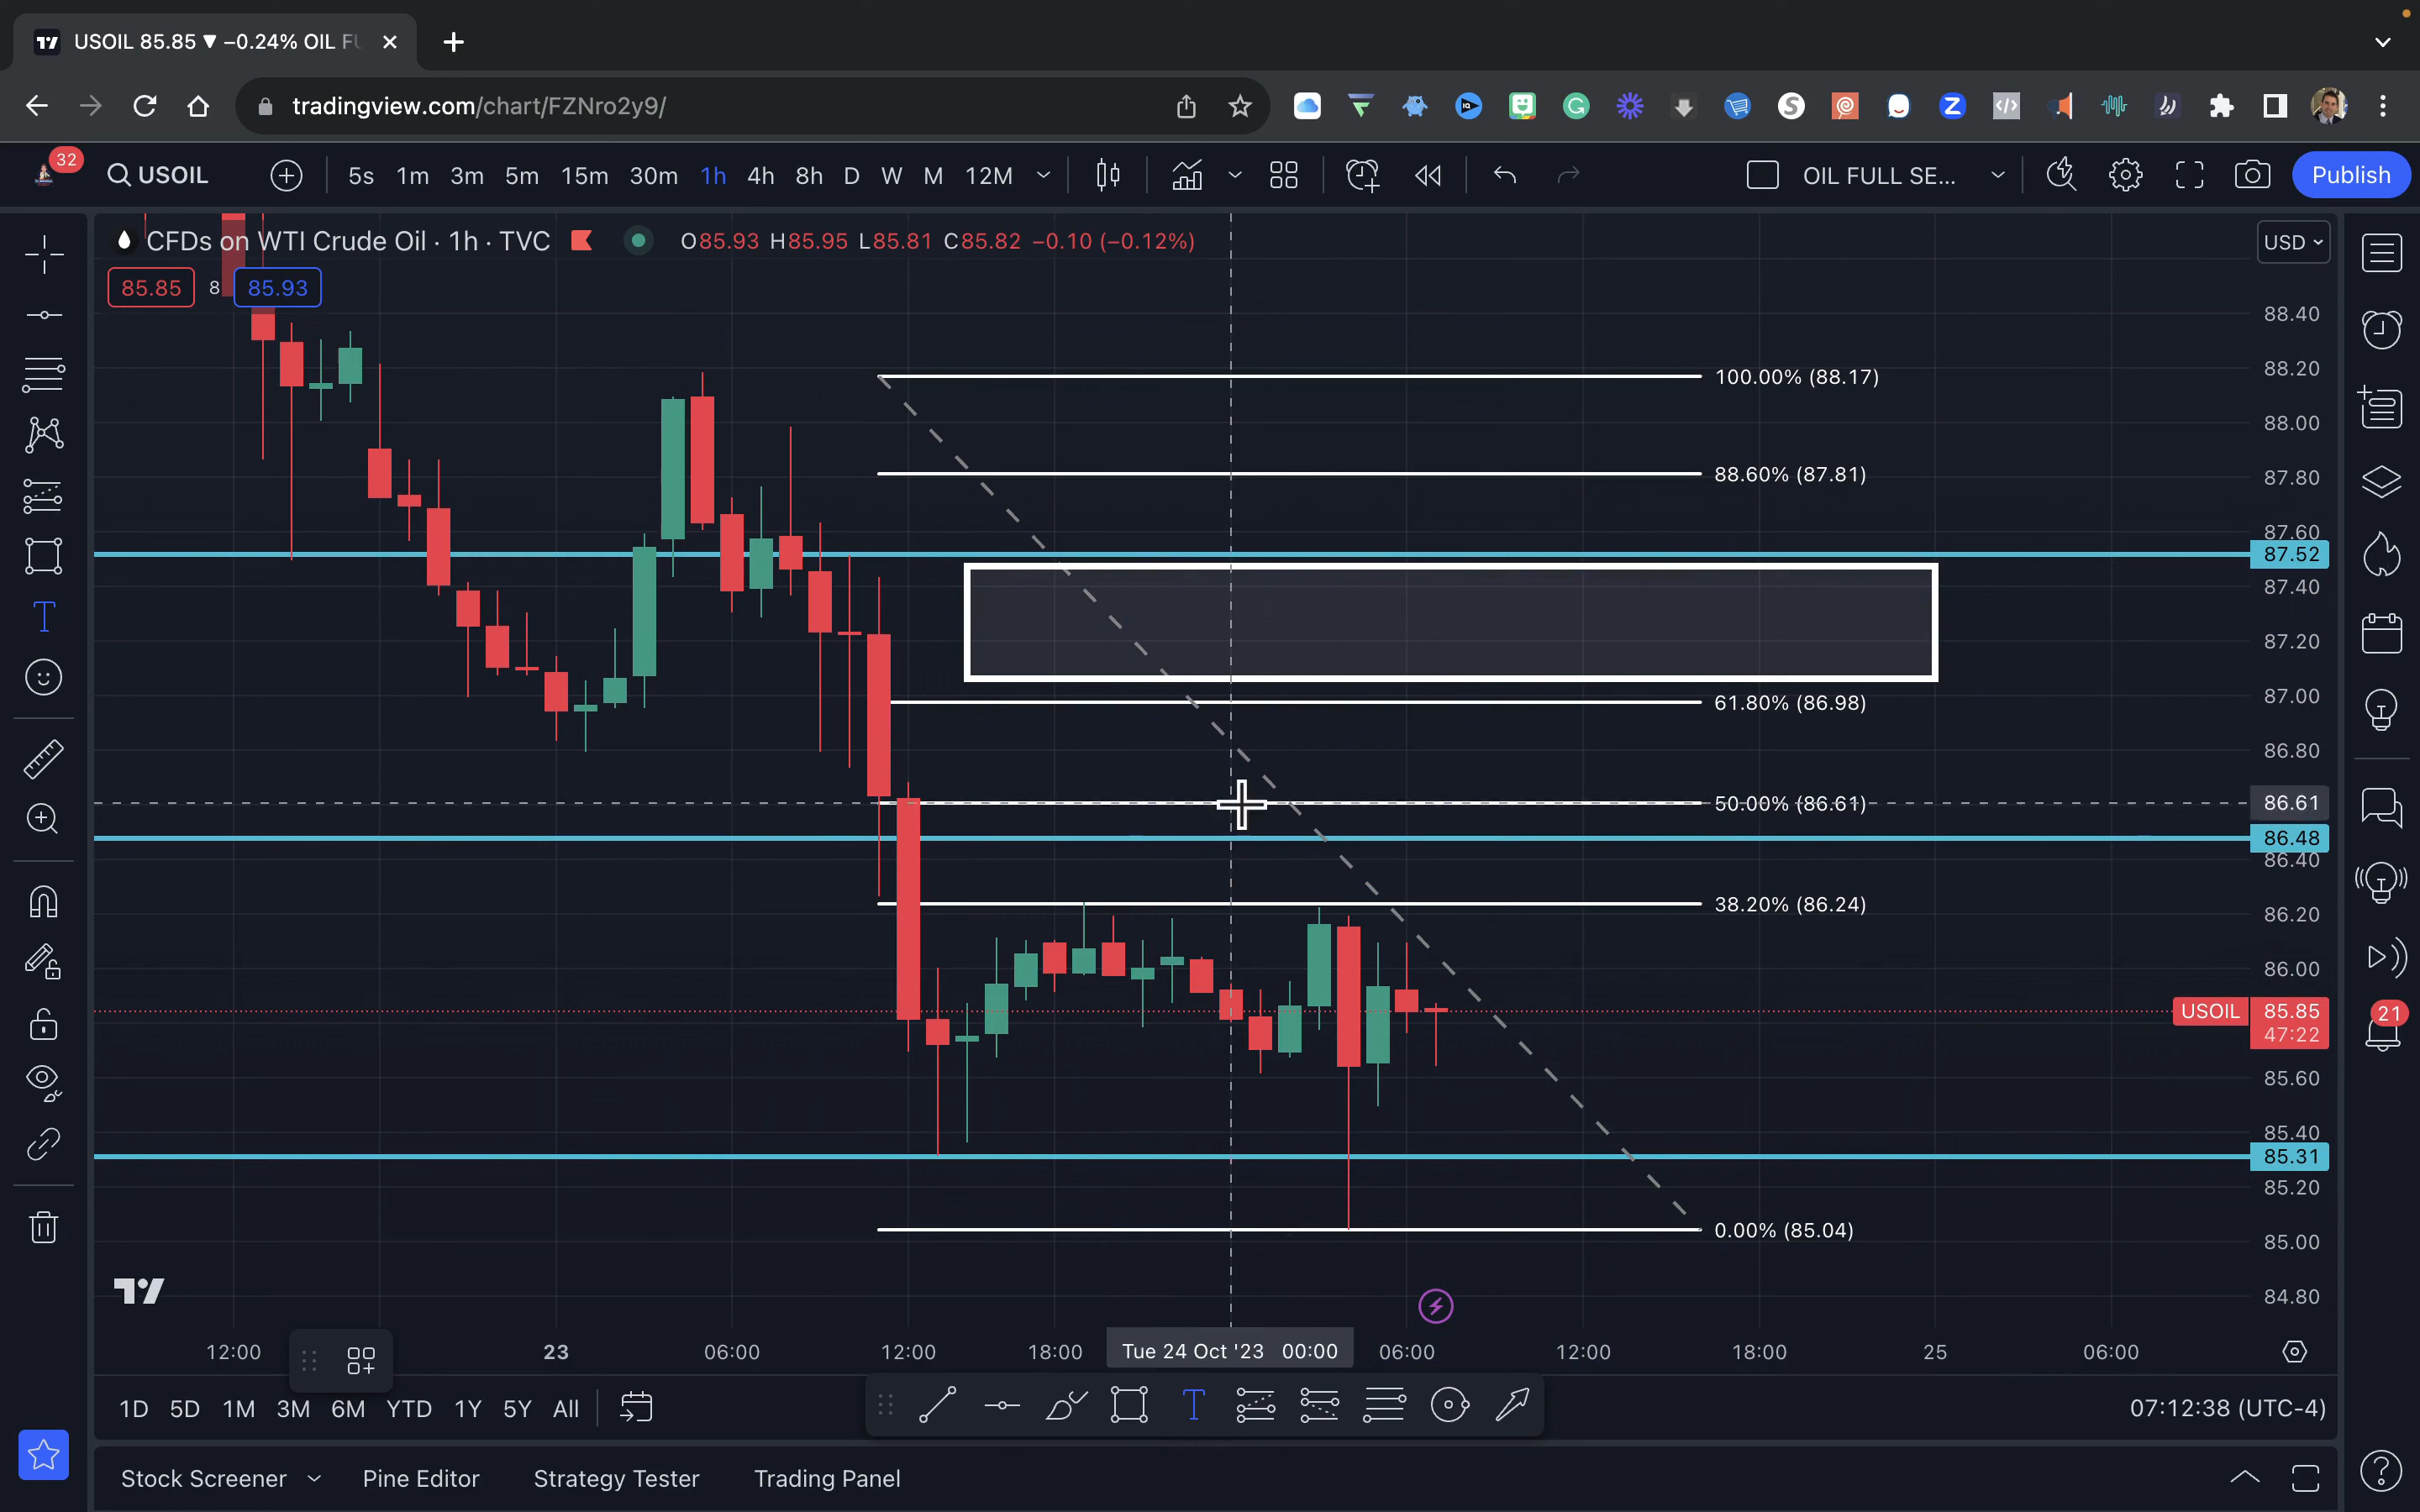 USOIL 85.85 ▼ −0.24% OIL FU
tradingview.com/chart/FZNro2y9/
32
USOIL
5s 1m 3m 5m 15m 30m 1h 4h 8h D W M 12M
OIL FULL SE...
Publish
CFDs on WTI Crude Oil · 1h · TVC
O85.93 H85.95 L85.81 C85.82 −0.10 (−0.12%)
USD
85.85 8 85.93
88.40
100.00% (88.17)
88.20
88.00
88.60% (87.81)
87.80
87.60
87.52
87.40
87.20
87.00
61.80% (86.98)
86.80
50.00% (86.61)
86.61
86.48
86.40
38.20% (86.24)
86.20
86.00
USOIL 85.85
47:22
21
85.60
85.40
85.31
85.20
0.00% (85.04)
85.00
84.80
12:00 23 06:00 12:00 18:00 Tue 24 Oct '23 00:00 06:00 12:00 18:00 25 06:00
1D 5D 1M 3M 6M YTD 1Y 5Y All
07:12:38 (UTC-4)
Stock Screener Pine Editor Strategy Tester Trading Panel